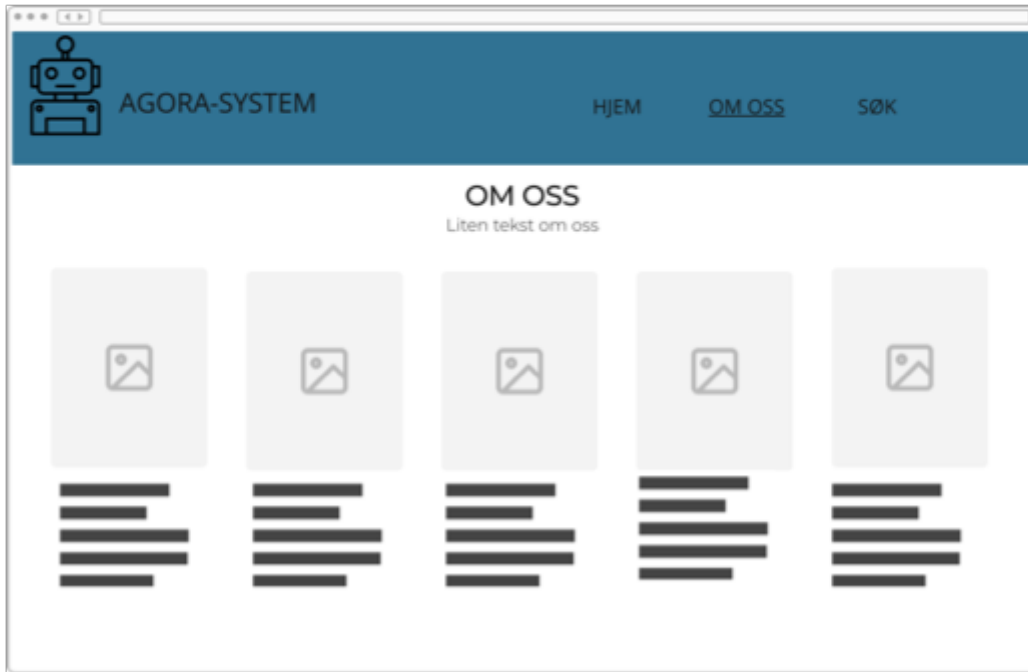 AGORA-SYSTEM
HJEM
OM OSS
SØK
OM OSS
Liten tekst om oss